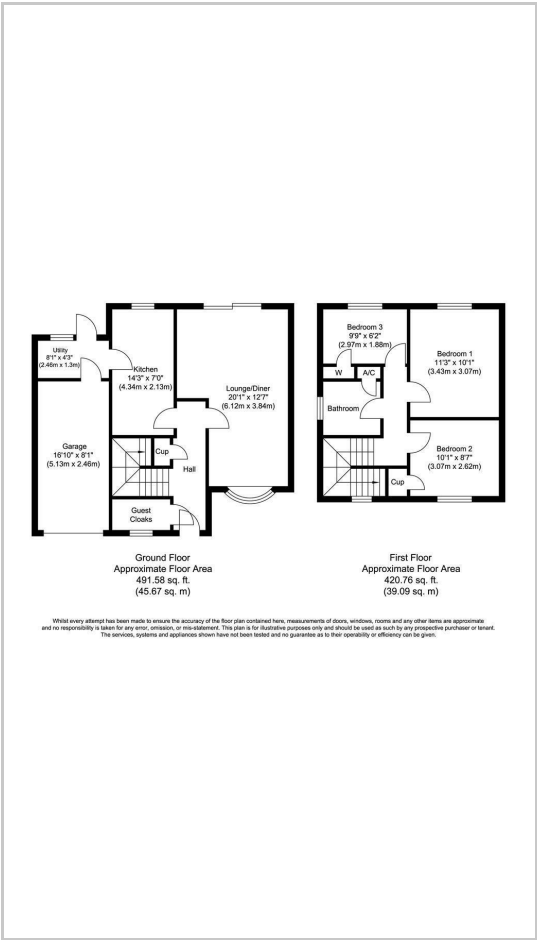 Utility
8'1" x 4'3"
(2.46m x 1.3m)
Kitchen
14'3" x 7'0"
(4.34m x 2.13m)
Lounge/Diner
20'1" x 12'7"
(6.12m x 3.84m)
Garage
16'10" x 8'1"
(5.13m x 2.46m)
Cup
Hall
Guest
Cloaks
Ground Floor
Approximate Floor Area
491.58 sq. ft.
(45.67 sq. m)
Bedroom 3
9'9" x 6'2"
(2.97m x 1.88m)
Bedroom 1
11'3" x 10'1"
(3.43m x 3.07m)
W
A/C
Bathroom
Bedroom 2
10'1" x 8'7"
(3.07m x 2.62m)
Cup
First Floor
Approximate Floor Area
420.76 sq. ft.
(39.09 sq. m)
Whilst every attempt has been made to ensure the accuracy of the floor plan contained here, measurements of doors, windows, rooms and any other items are approximate
and no responsibility is taken for any error, omission, or mis-statement. This plan is for illustrative purposes only and should be used as such by any prospective purchaser or tenant.
The services, systems and appliances shown have not been tested and no guarantee as to their operability or efficiency can be given.